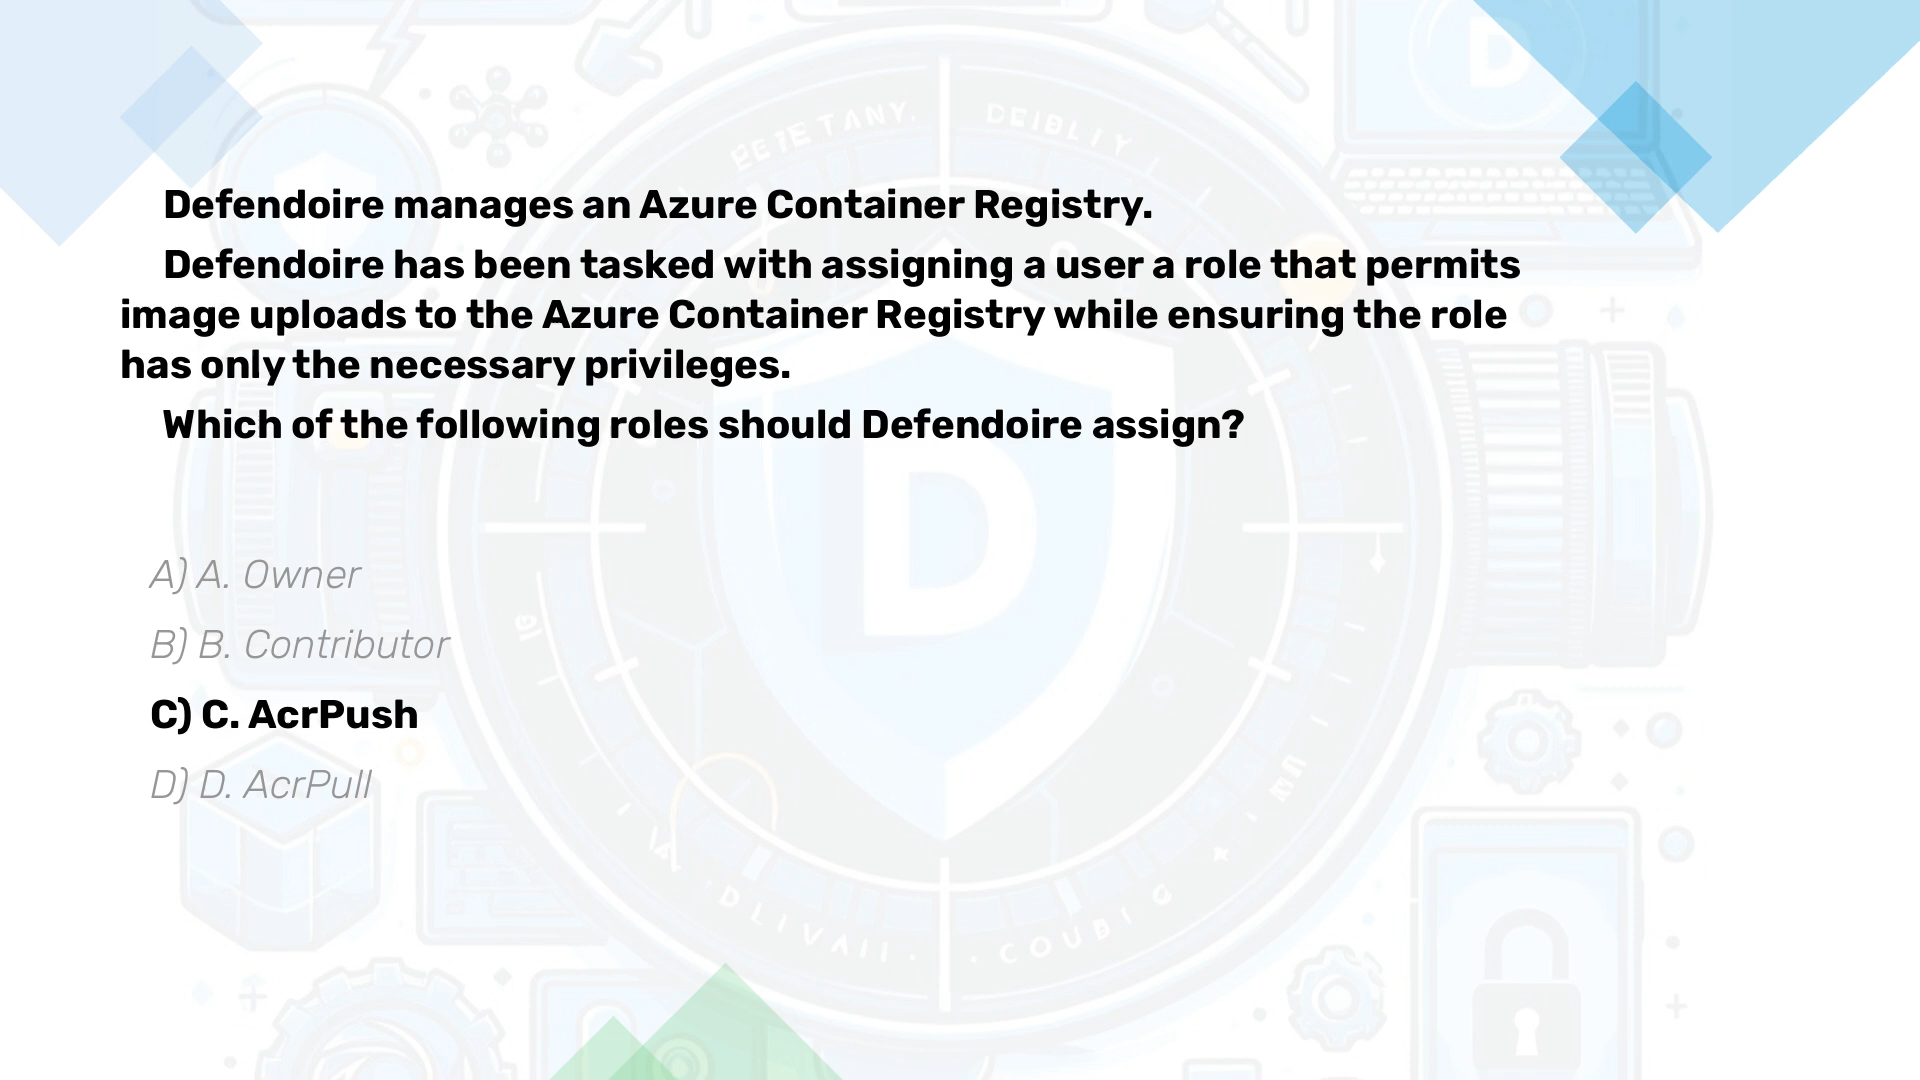 Defendoire manages an Azure Container Registry.
Defendoire has been tasked with assigning a user a role that permits
image uploads to the Azure Container Registry while ensuring the role
has only the necessary privileges.
Which of the following roles should Defendoire assign?
A) A. Owner
B) B. Contributor
C) C. AcrPush
D) D. AcrPull
D
D